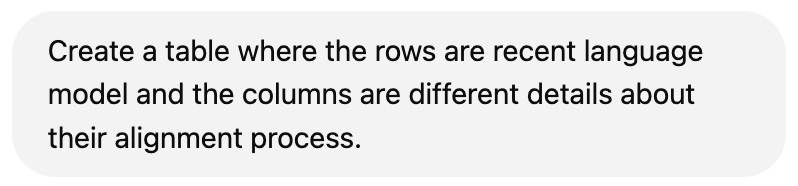 Create a table where the rows are recent language
model and the columns are different details about
their alignment process.